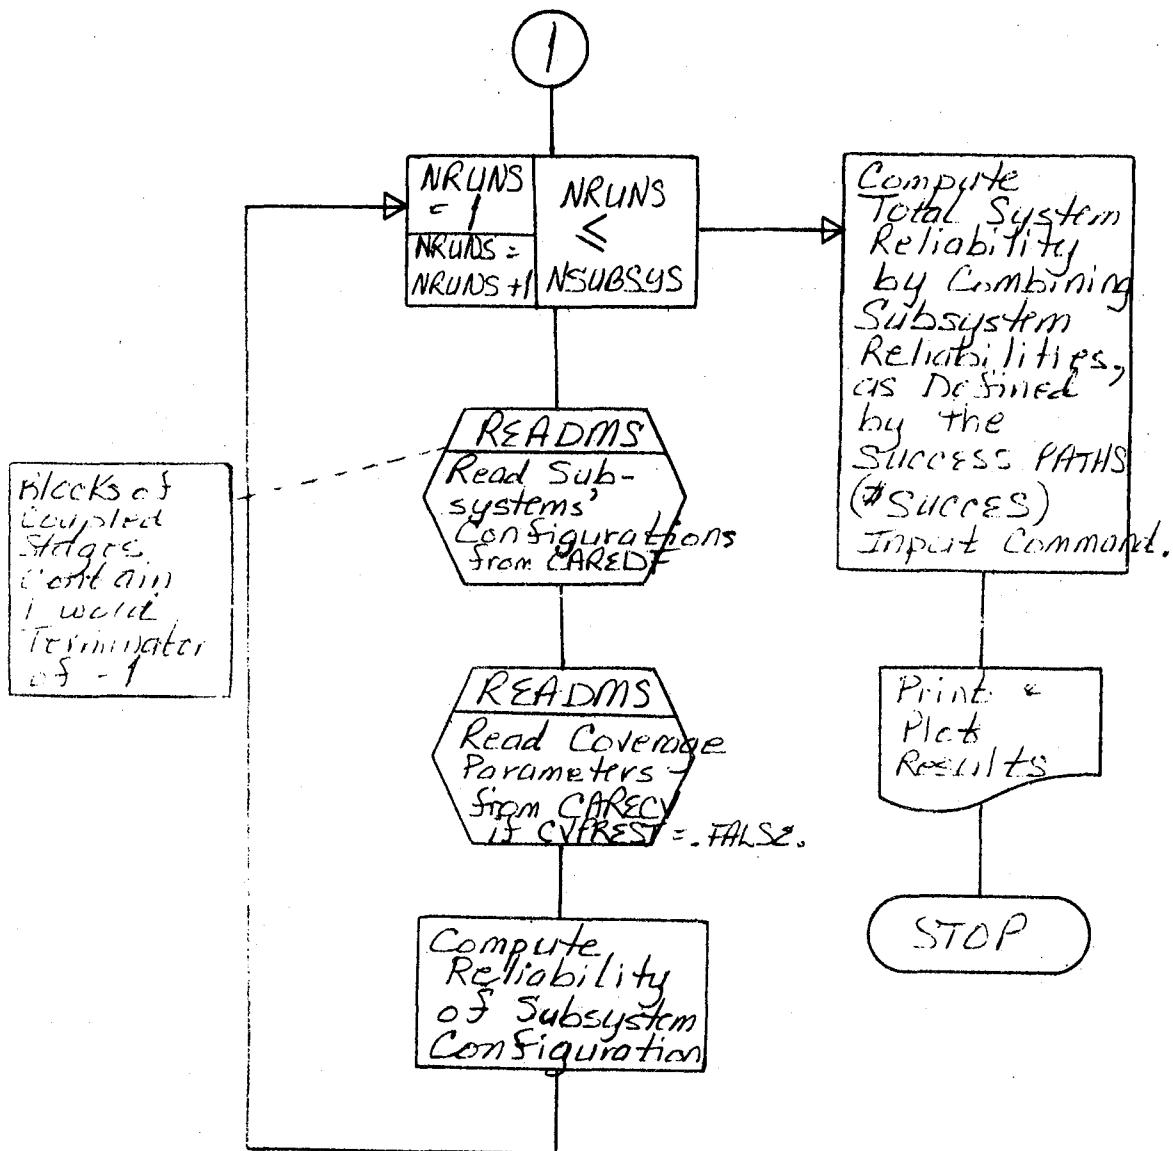 1
NRUNS
= 1
NRUNS =
NRUNS +1
NRUNS
≤
NSUBSYS
Compute
Total System
Reliability
by Combining
Subsystem
Reliabilities,
as Defined
by the
SUCCESS PATHS
($SUCCES)
Input Command.
READMS
Read Sub-
systems'
Configurations
from CAREDF
Blocks of
Coupled
Stages
Contain
1 word
Terminator
of -1
READMS
Read Coverage
Parameters
from CARECV
if CVFREST = .FALSE.
Print &
Plot
Results
Compute
Reliability
of Subsystem
Configuration
STOP